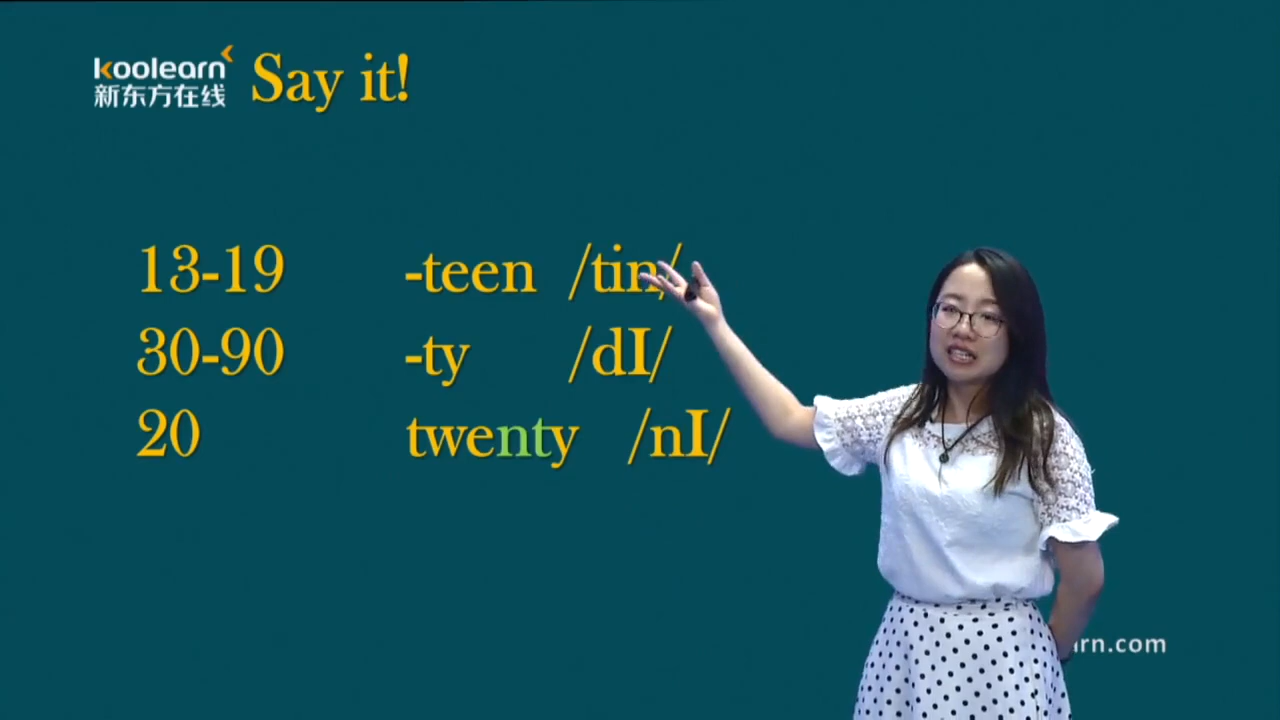 koolearn
新东方在线
Say it!
13-19 -teen /tin/
30-90 -ty /dI/
20 twenty /nI/
rn.com